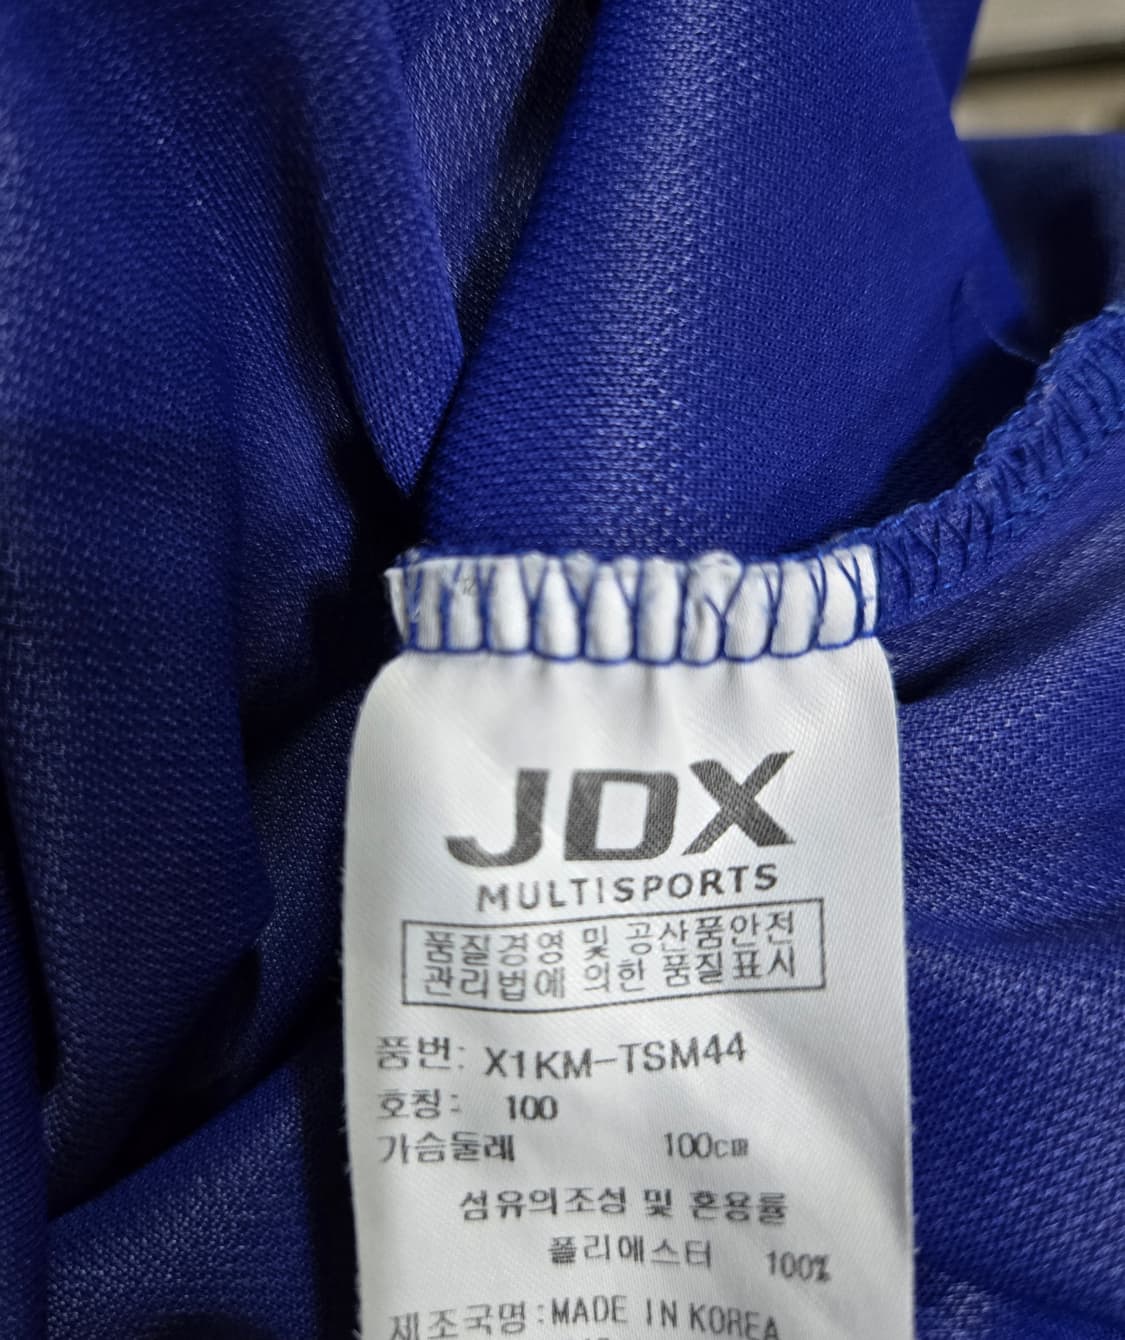 JDX
MULTISPORTS
품질경영 및 공산품안전
관리법에 의한 품질표시
품번: X1KM-TSM44
호칭: 100
가슴둘레 100cm
섬유의조성 및 혼용률
폴리에스터 100%
제조국명:MADE IN KOREA